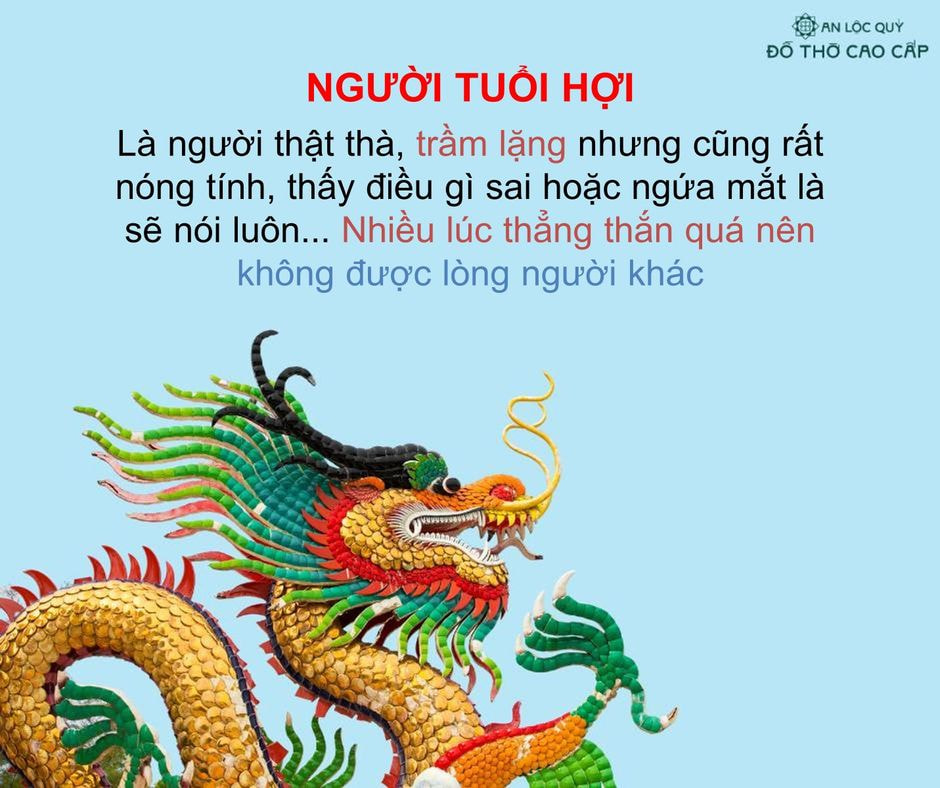 AN LỘC QUÝ
ĐỒ THỜ CAO CẤP
NGƯỜI TUỔI HỢI
Là người thật thà, trầm lặng nhưng cũng rất
nóng tính, thấy điều gì sai hoặc ngứa mắt là
sẽ nói luôn... Nhiều lúc thẳng thắn quá nên
không được lòng người khác